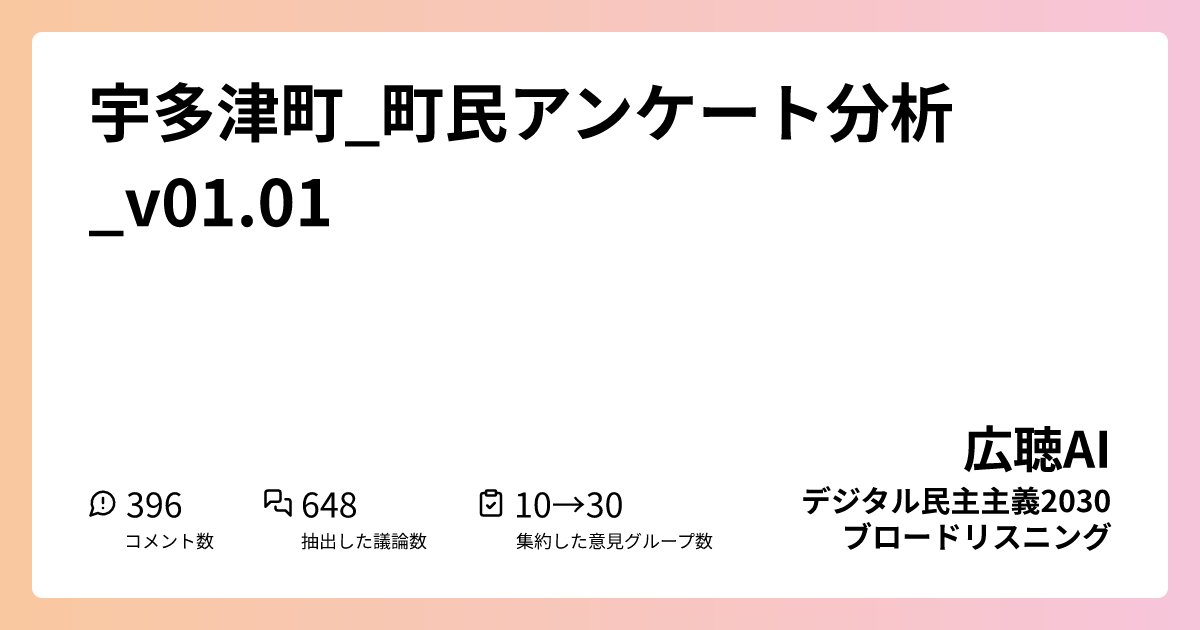 宇多津町_町民アンケート分析
_v01.01
396
コメント数
648
抽出した議論数
10→30
集約した意見グループ数
広聴AI
デジタル民主主義2030
ブロードリスニング